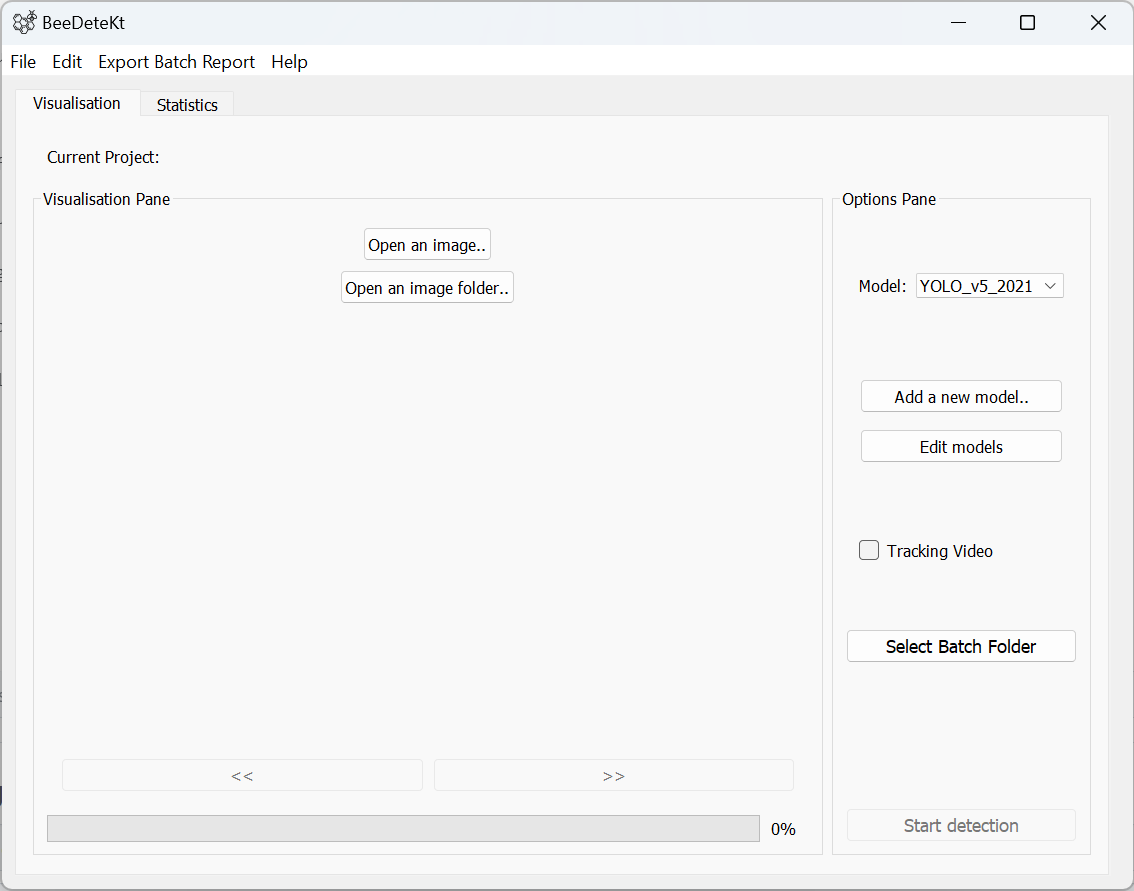 BeeDeteKt
File Edit Export Batch Report Help
Visualisation Statistics
Current Project:
Visualisation Pane
Open an image..
Open an image folder..
<< >>
0%
Options Pane
Model: YOLO_v5_2021
Add a new model..
Edit models
Tracking Video
Select Batch Folder
Start detection